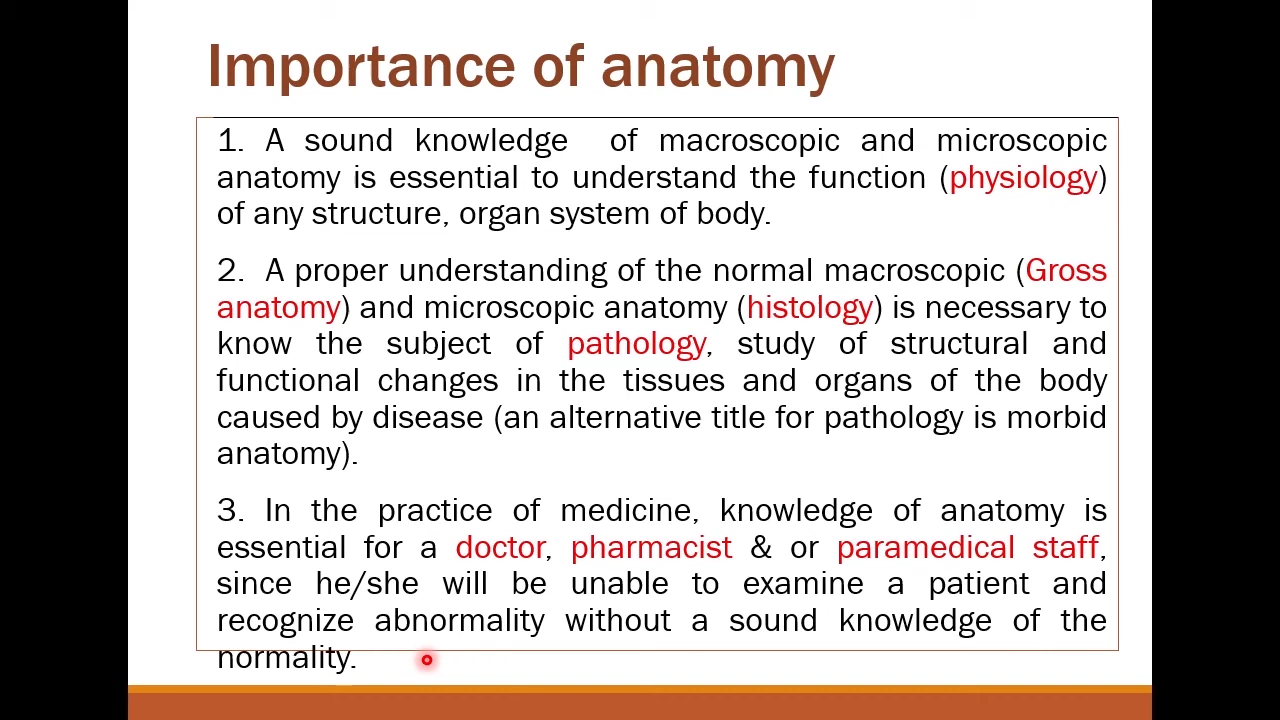 Importance of anatomy
1. A sound knowledge of macroscopic and microscopic
anatomy is essential to understand the function (physiology)
of any structure, organ system of body.
2. A proper understanding of the normal macroscopic (Gross
anatomy) and microscopic anatomy (histology) is necessary to
know the subject of pathology, study of structural and
functional changes in the tissues and organs of the body
caused by disease (an alternative title for pathology is morbid
anatomy).
3. In the practice of medicine, knowledge of anatomy is
essential for a doctor, pharmacist & or paramedical staff,
since he/she will be unable to examine a patient and
recognize abnormality without a sound knowledge of the
normality.